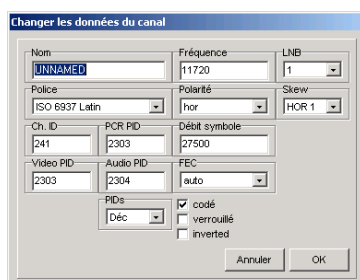 Changer les données du canal
Nom Fréquence LNB
UNNAMED 11720 1
Police Polarité Skew
ISO 6937 Latin hor HOR 1
Ch. ID PCR PID Débit symbole
241 2303 27500
Video PID Audio PID FEC
2303 2304 auto
PIDs codé
Déc verrouillé
inverted
Annuler OK